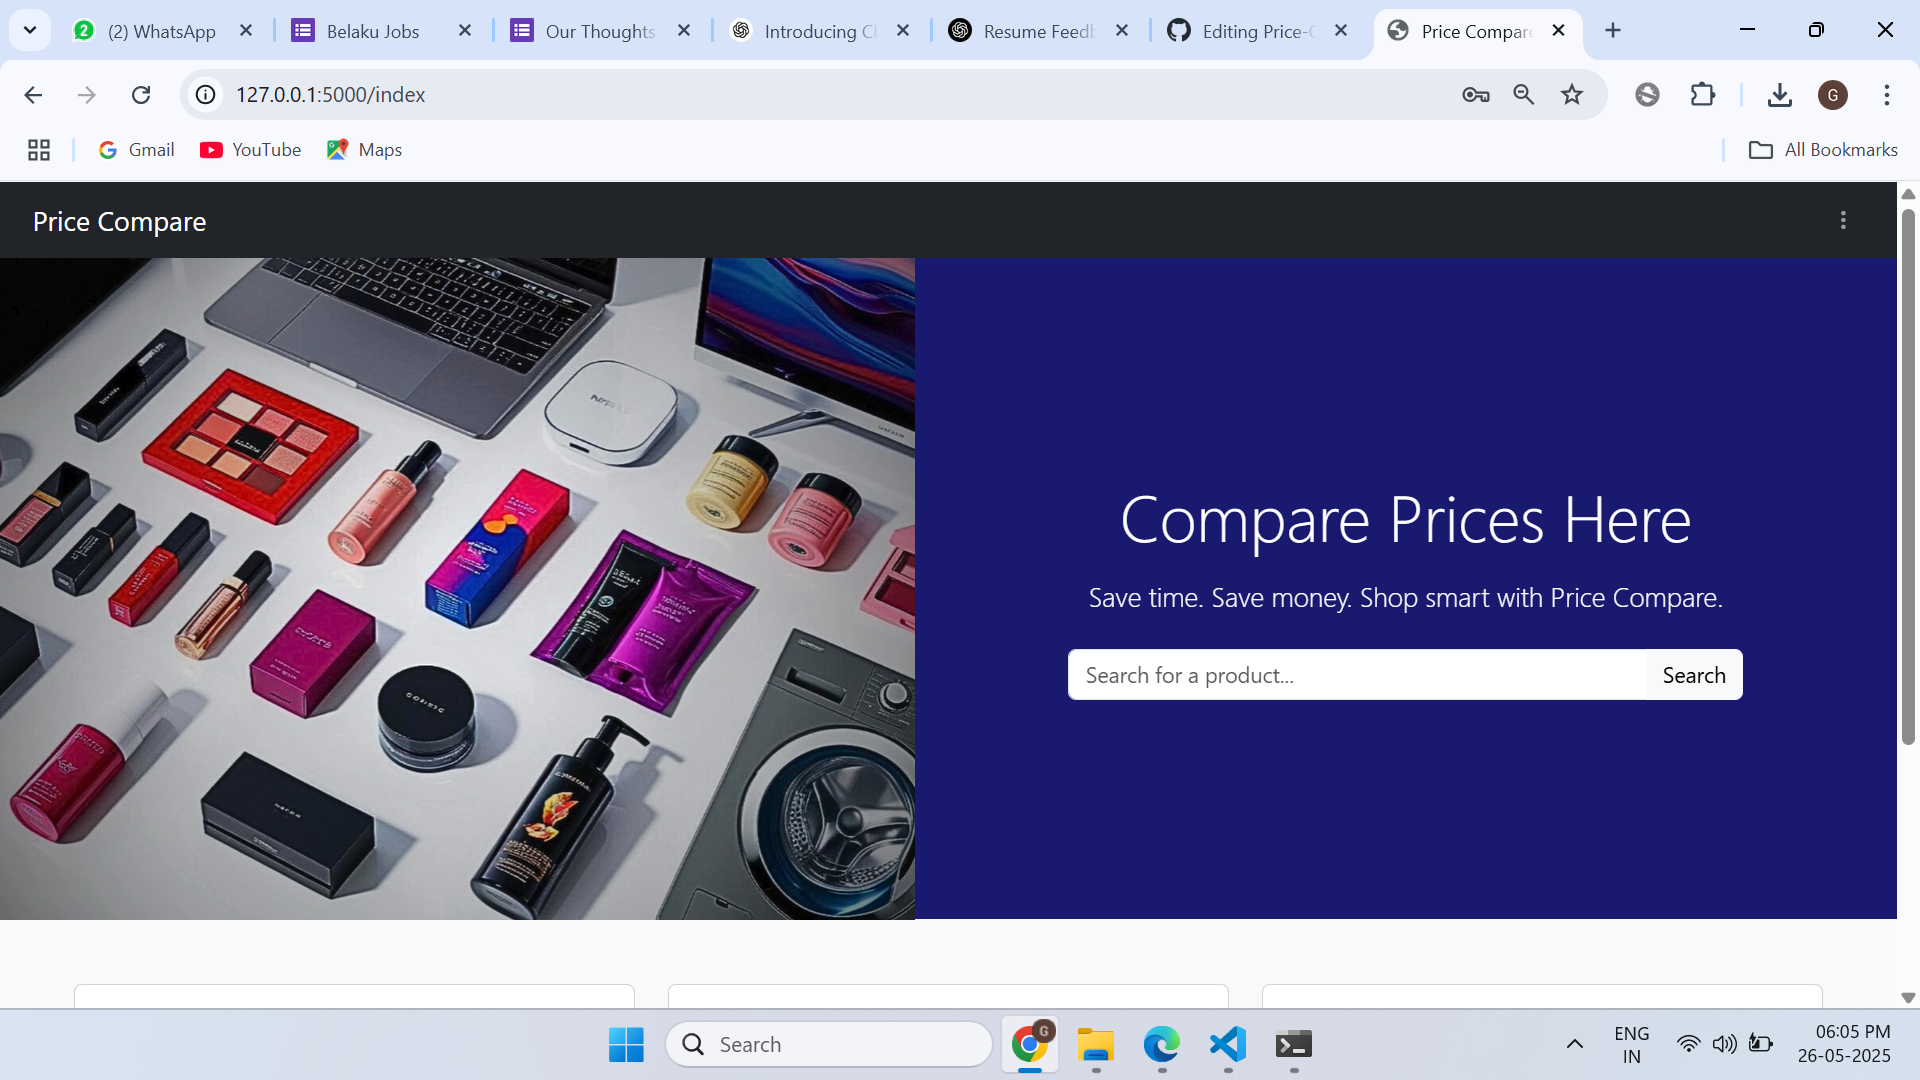 (2) WhatsApp
Belaku Jobs
Our Thoughts
Introducing Ch
Resume Feedb
Editing Price-C
Price Compare
127.0.0.1:5000/index
G
Gmail
YouTube
Maps
All Bookmarks
Price Compare
Compare Prices Here
Save time. Save money. Shop smart with Price Compare.
Search for a product...
Search
Search
G
ENG
IN
06:05 PM
26-05-2025